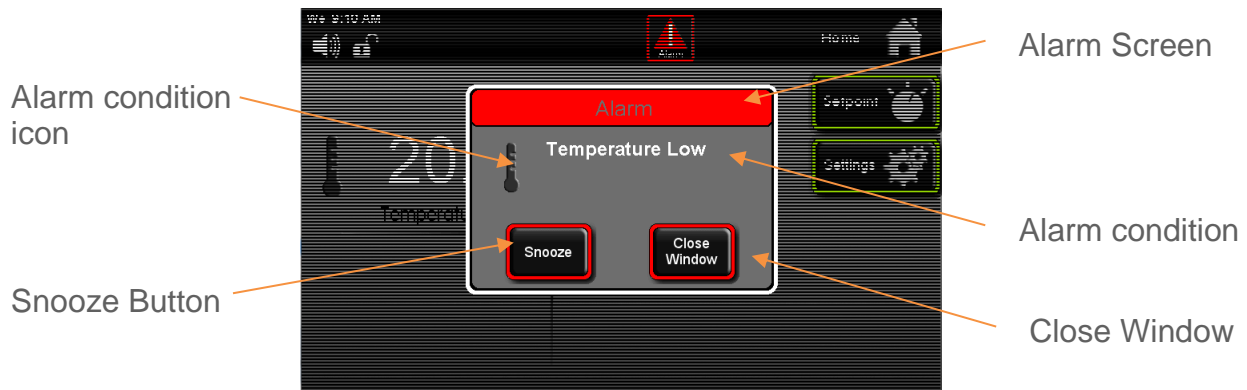 We 9:10 AM
Alarm
Home
Alarm Screen
Alarm condition
icon
Alarm
Setpoint
Temperature Low
Settings
20
Snooze
Close
Window
Alarm condition
Snooze Button
Close Window